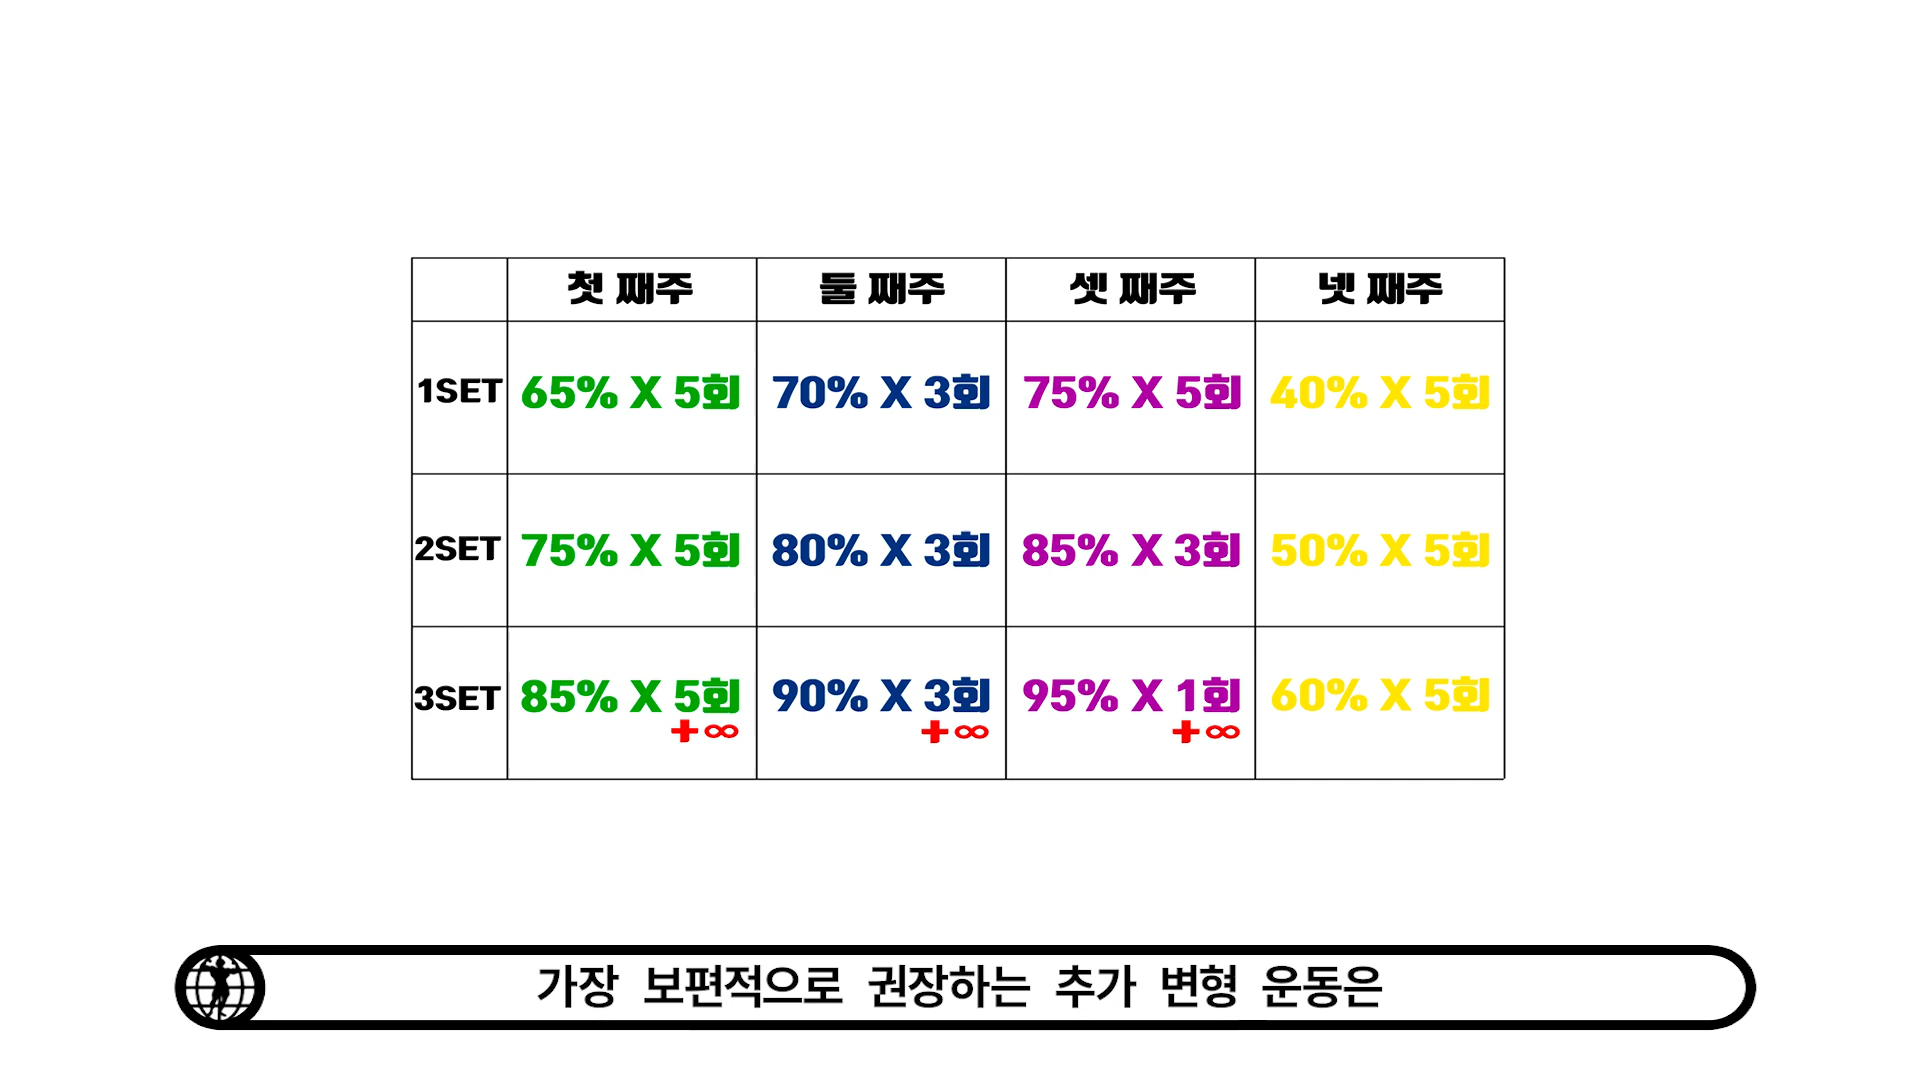 첫 째주 둘 째주 셋 째주 넷 째주
1SET 65% X 5회 70% X 3회 75% X 5회 40% X 5회
2SET 75% X 5회 80% X 3회 85% X 3회 50% X 5회
3SET 85% X 5회 90% X 3회 95% X 1회 60% X 5회
+∞ +∞ +∞
가장 보편적으로 권장하는 추가 변형 운동은